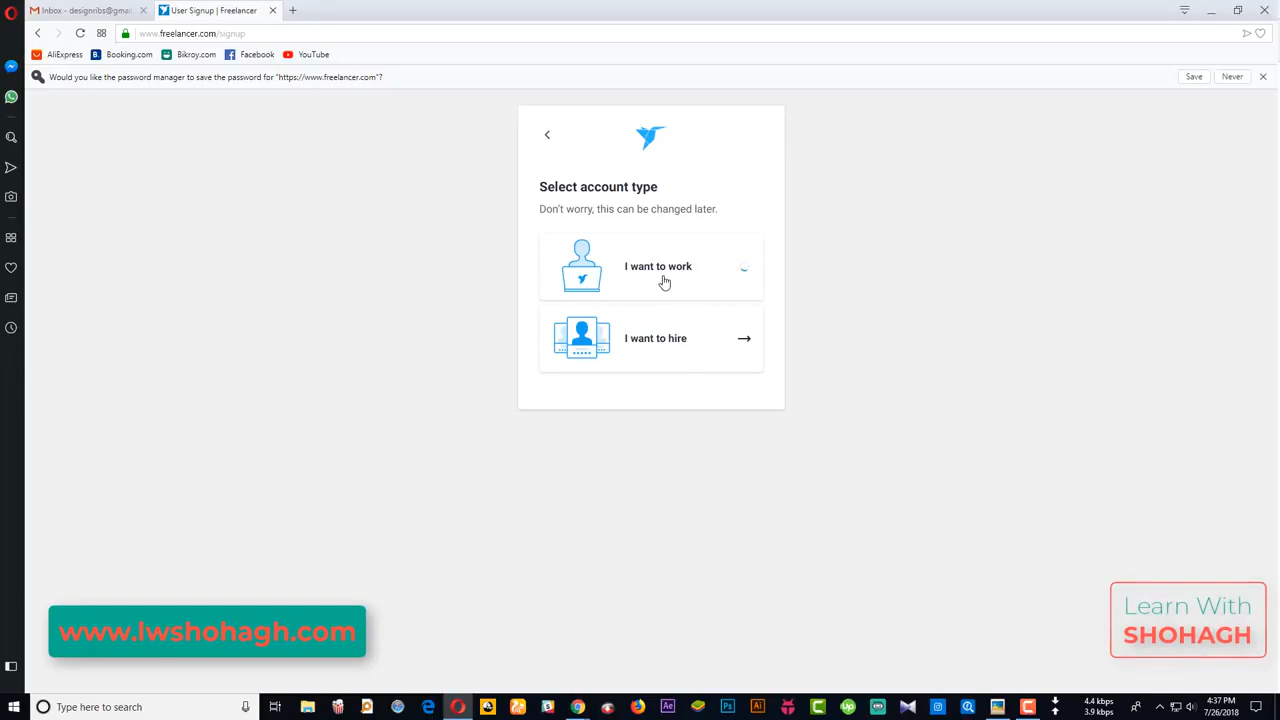 Inbox - designribs@gmai
User Signup | Freelancer
www.freelancer.com/signup
AliExpress
Booking.com
Bikroy.com
Facebook
YouTube
Would you like the password manager to save the password for "https://www.freelancer.com"?
Save
Never
Select account type
Don't worry, this can be changed later.
I want to work
I want to hire
www.lwshohagh.com
Learn With
SHOHAGH
Type here to search
4.4 kbps
3.9 kbps
4:37 PM
7/26/2018